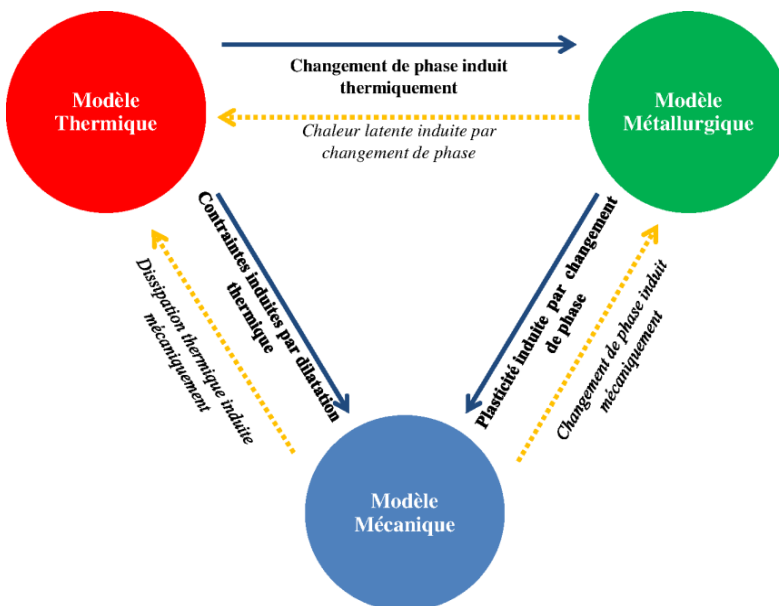 Modèle
Thermique
Changement de phase induit
thermiquement
Chaleur latente induite par
changement de phase
Modèle
Métallurgique
Contraintes induites par dilatation
thermique
Dissipation thermique induite
mécaniquement
Plasticité induite par changement
de phase
Changement de phase induit
mécaniquement
Modèle
Mécanique